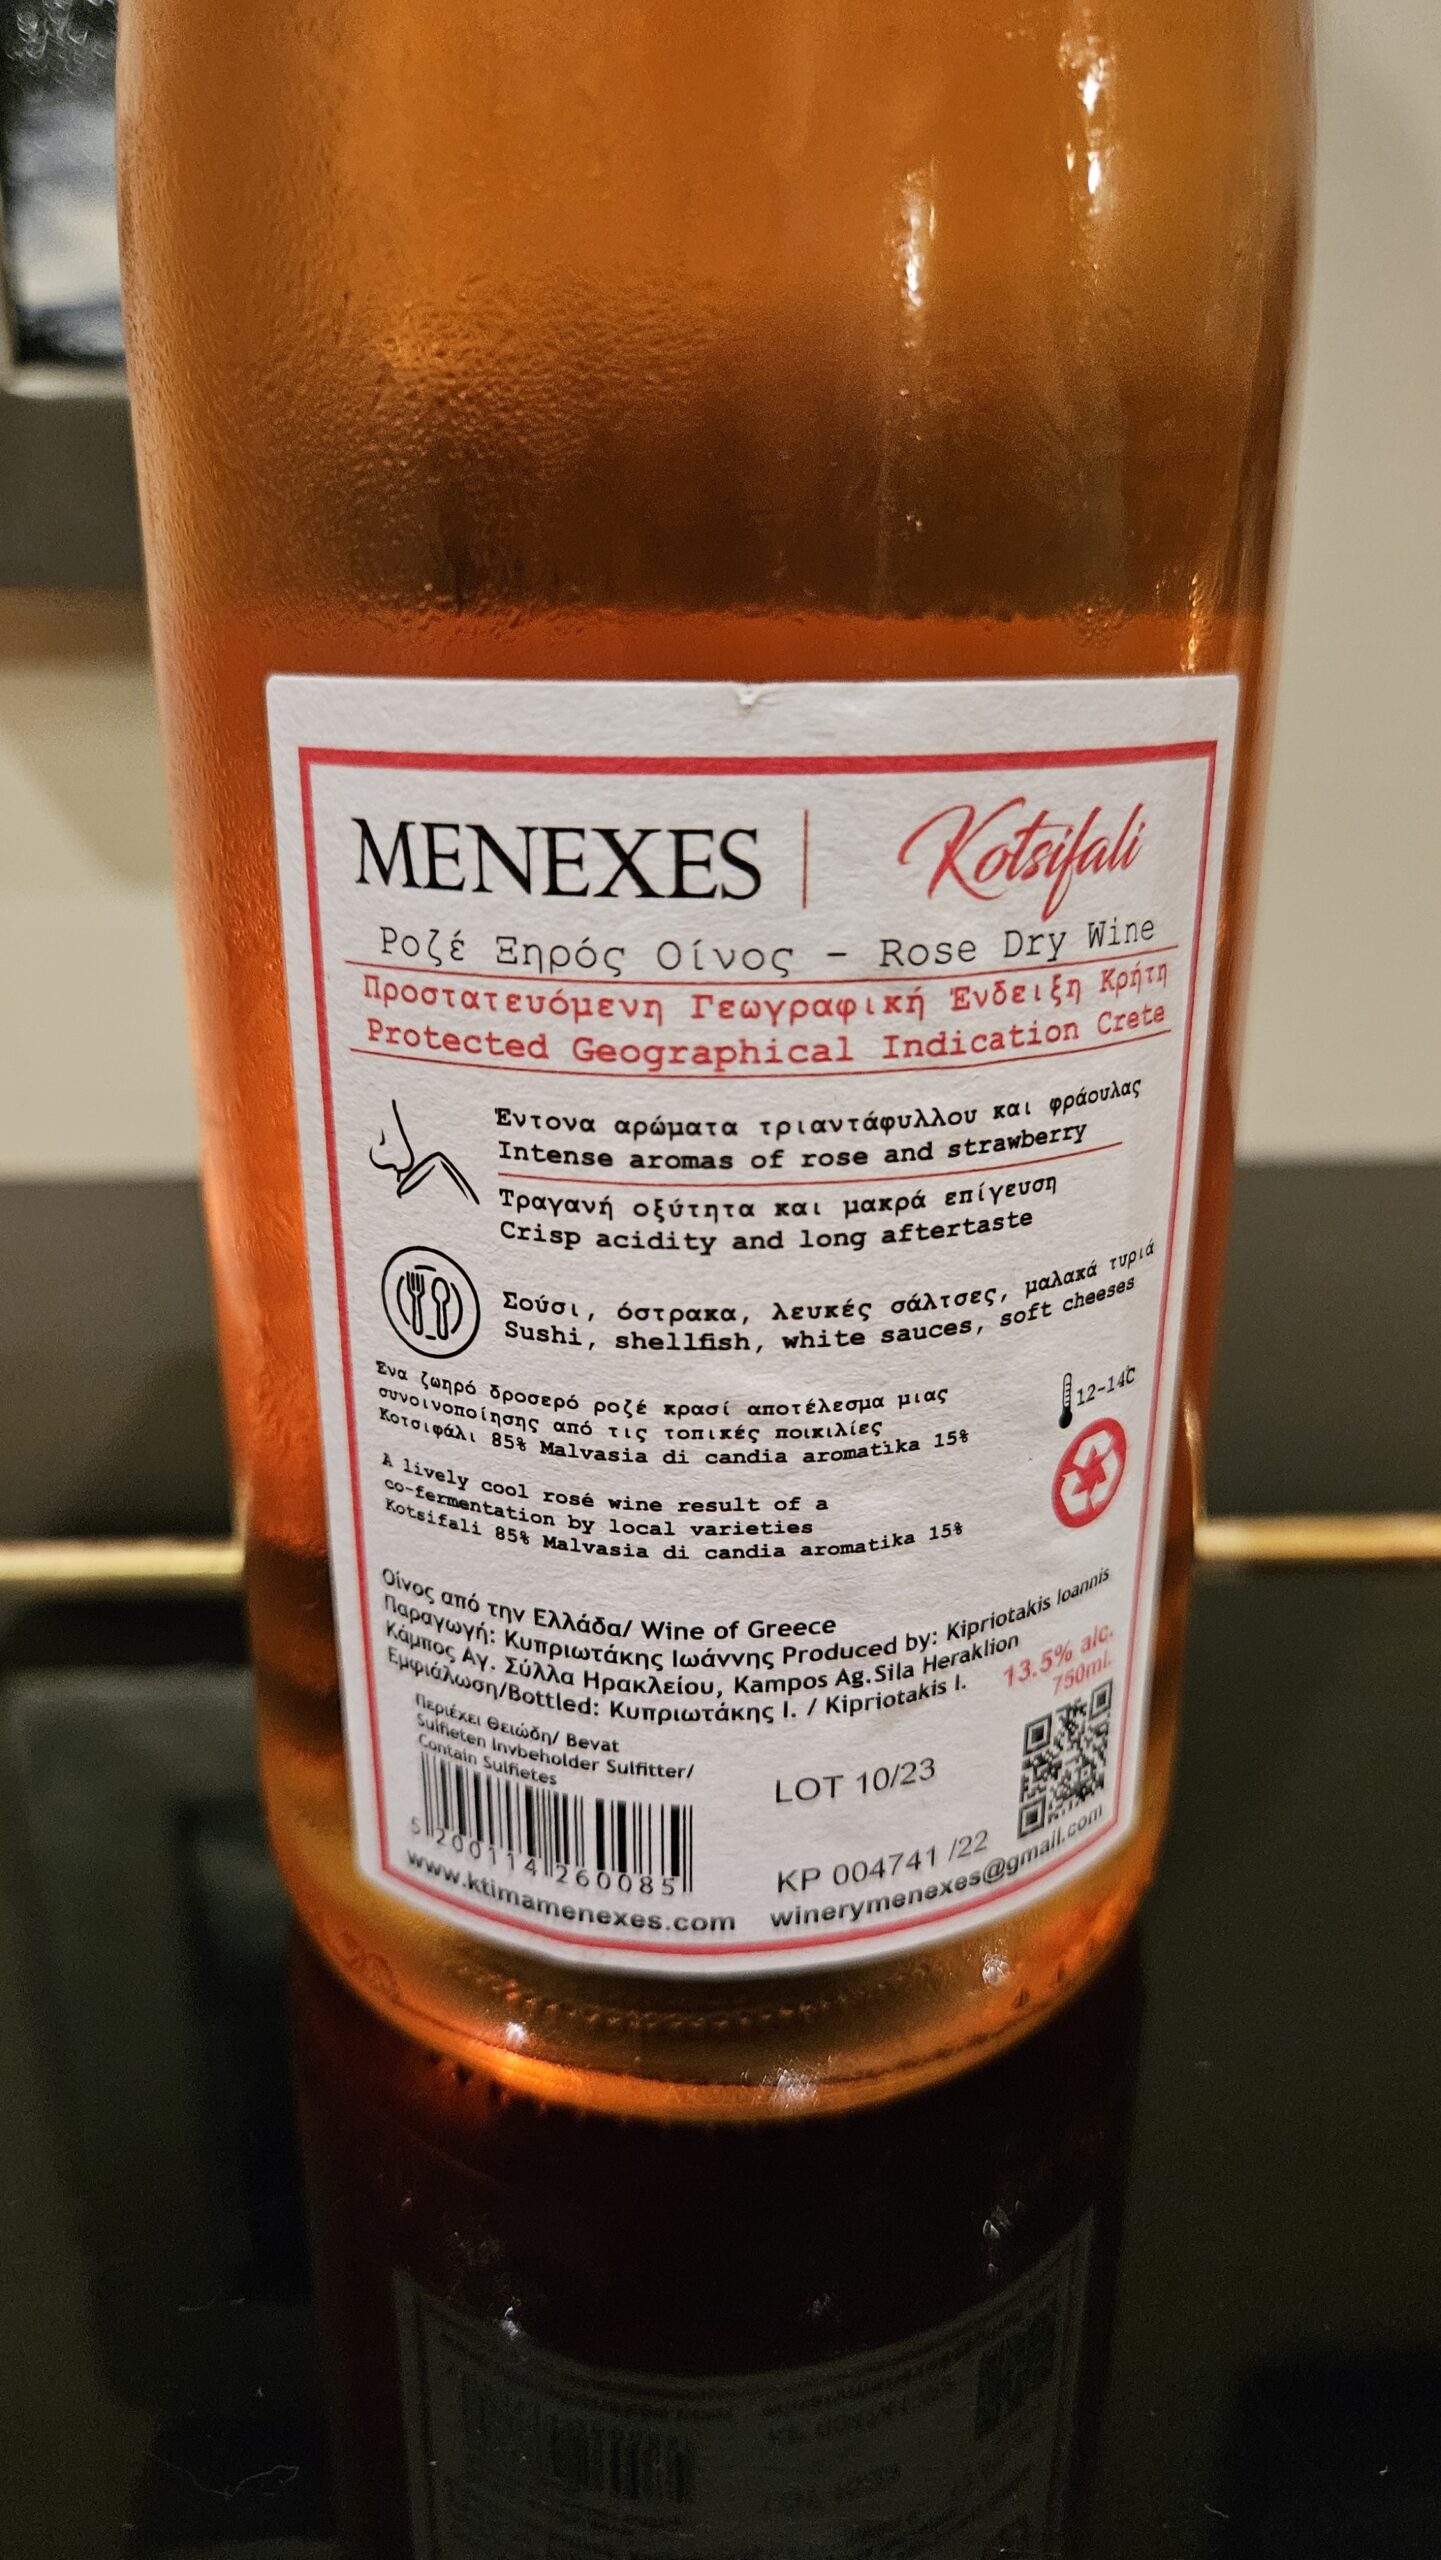 MENEXES | Kotsifali
Ροζέ Ξηρός Οίνος - Rose Dry Wine
Προστατευόμενη Γεωγραφική Ένδειξη Κρήτη
Protected Geographical Indication Crete
Έντονα αρώματα τριαντάφυλλου και φράουλας
Intense aromas of rose and strawberry
Τραγανή οξύτητα και μακρά επίγευση
Crisp acidity and long aftertaste
Σούσι, όστρακα, λευκές σάλτσες, μαλακά τυριά
Sushi, shellfish, white sauces, soft cheeses
Ένα ζωηρό δροσερό ροζέ κρασί αποτέλεσμα μιας
συνοινοποίησης από τις τοπικές ποικιλίες
Κοτσιφάλι 85% Malvasia di candia aromatika 15%
12-14°C
A lively cool rosé wine result of a
co-fermentation by local varieties
Kotsifali 85% Malvasia di candia aromatika 15%
Οίνος από την Ελλάδα/ Wine of Greece
Παραγωγή: Κυπριωτάκης Ιωάννης Produced by: Kipriotakis Ioannis
Κάμπος Αγ. Σύλλα Ηρακλείου, Kampos Ag.Sila Heraklion
Εμφιάλωση/Bottled: Κυπριωτάκης Ι. / Kipriotakis I.
13.5% alc.
750ml.
Περιέχει Θειώδη/ Bevat
Sulfieten Invbeholder Sulfitter/
Contain Sulfietes
LOT 10/23
5 200114 260085
KP 004741 /22
www.ktimamenexes.com
winerymenexes@gmail.com